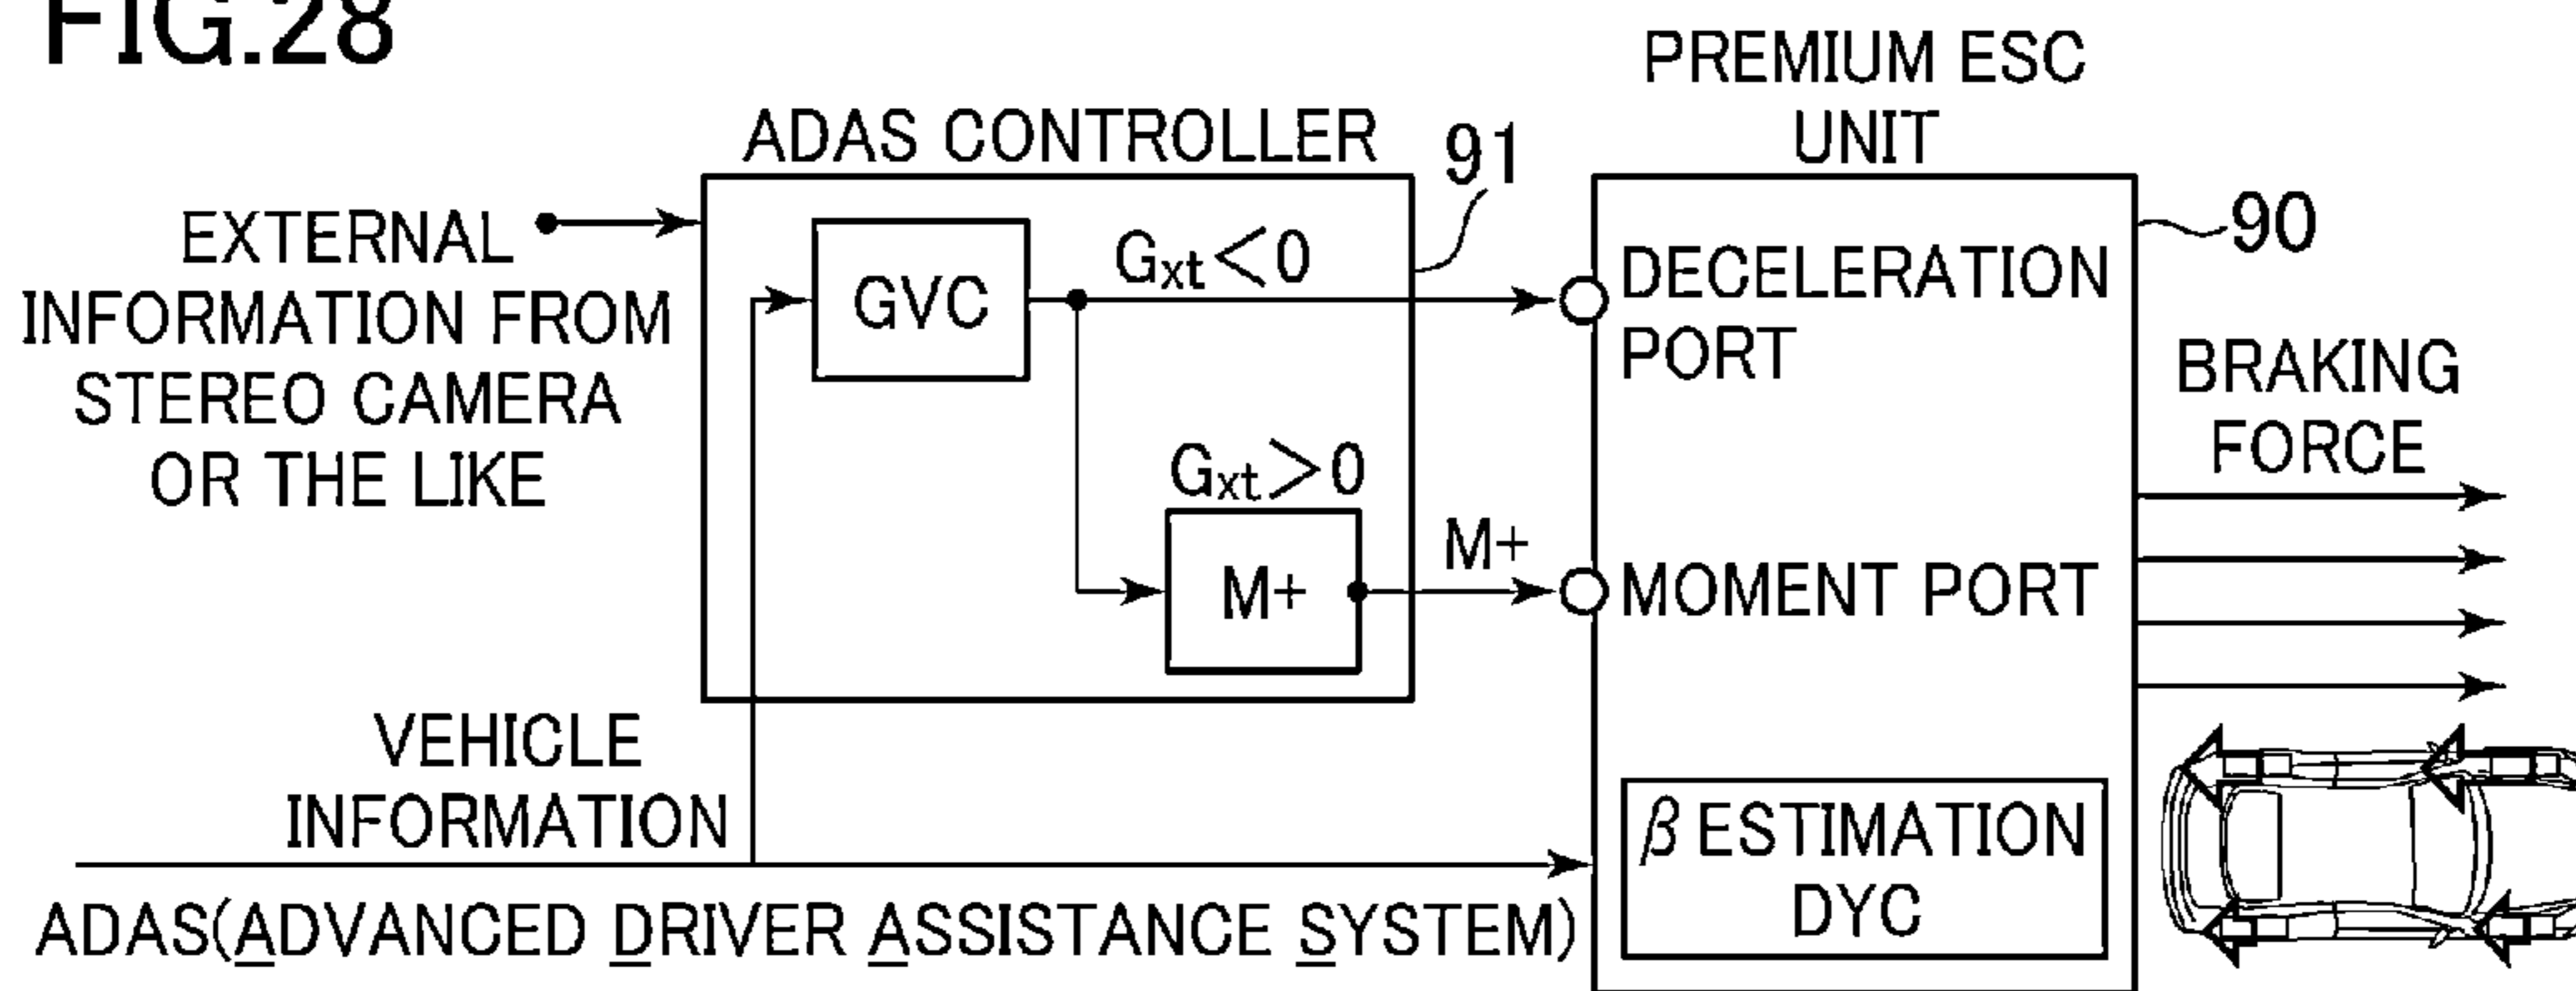 FIG.28
PREMIUM ESC
UNIT
ADAS CONTROLLER
91
90
EXTERNAL
INFORMATION FROM
STEREO CAMERA
OR THE LIKE
GVC
Gxt<0
DECELERATION
PORT
BRAKING
FORCE
Gxt>0
M+
M+
MOMENT PORT
VEHICLE
INFORMATION
β ESTIMATION
DYC
ADAS(ADVANCED DRIVER ASSISTANCE SYSTEM)